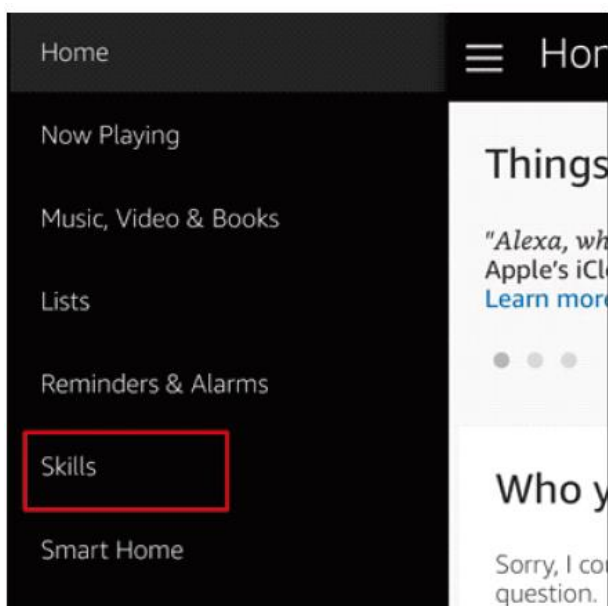 Home
Now Playing
Music, Video & Books
Lists
Reminders & Alarms
Skills
Smart Home
Things
"Alexa, wh
Apple's iCl
Learn more
Who y
Sorry, I co
question.